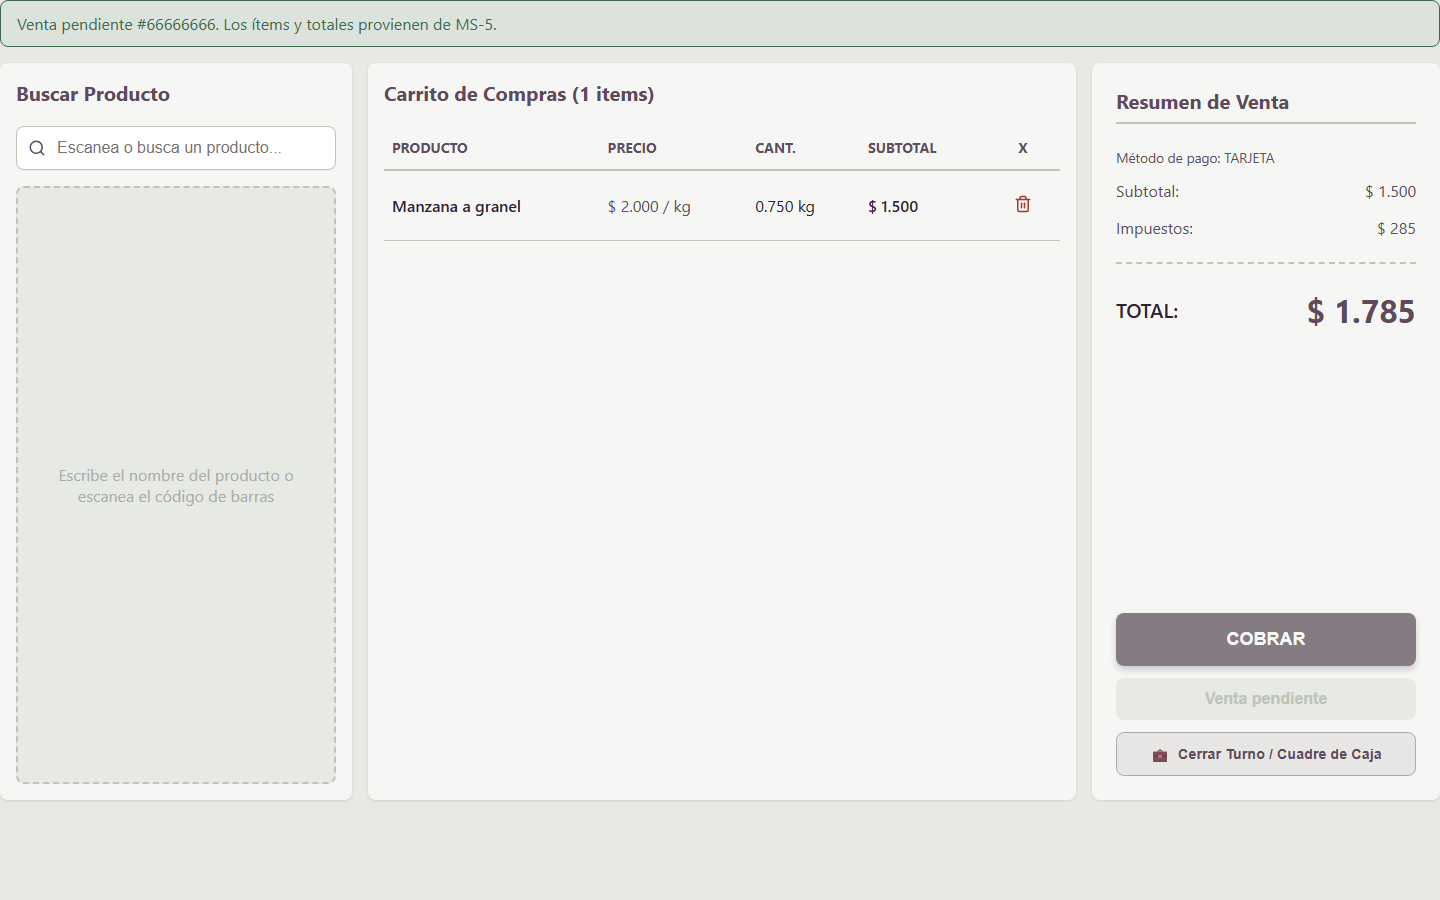 Venta pendiente #66666666. Los ítems y totales provienen de MS-5.
Buscar Producto
Escanea o busca un producto...
Escribe el nombre del producto o
escanea el código de barras
Carrito de Compras (1 items)
PRODUCTO PRECIO CANT. SUBTOTAL X
Manzana a granel $ 2.000 / kg 0.750 kg $ 1.500
Resumen de Venta
Método de pago: TARJETA
Subtotal: $ 1.500
Impuestos: $ 285
TOTAL: $ 1.785
COBRAR
Venta pendiente
Cerrar Turno / Cuadre de Caja